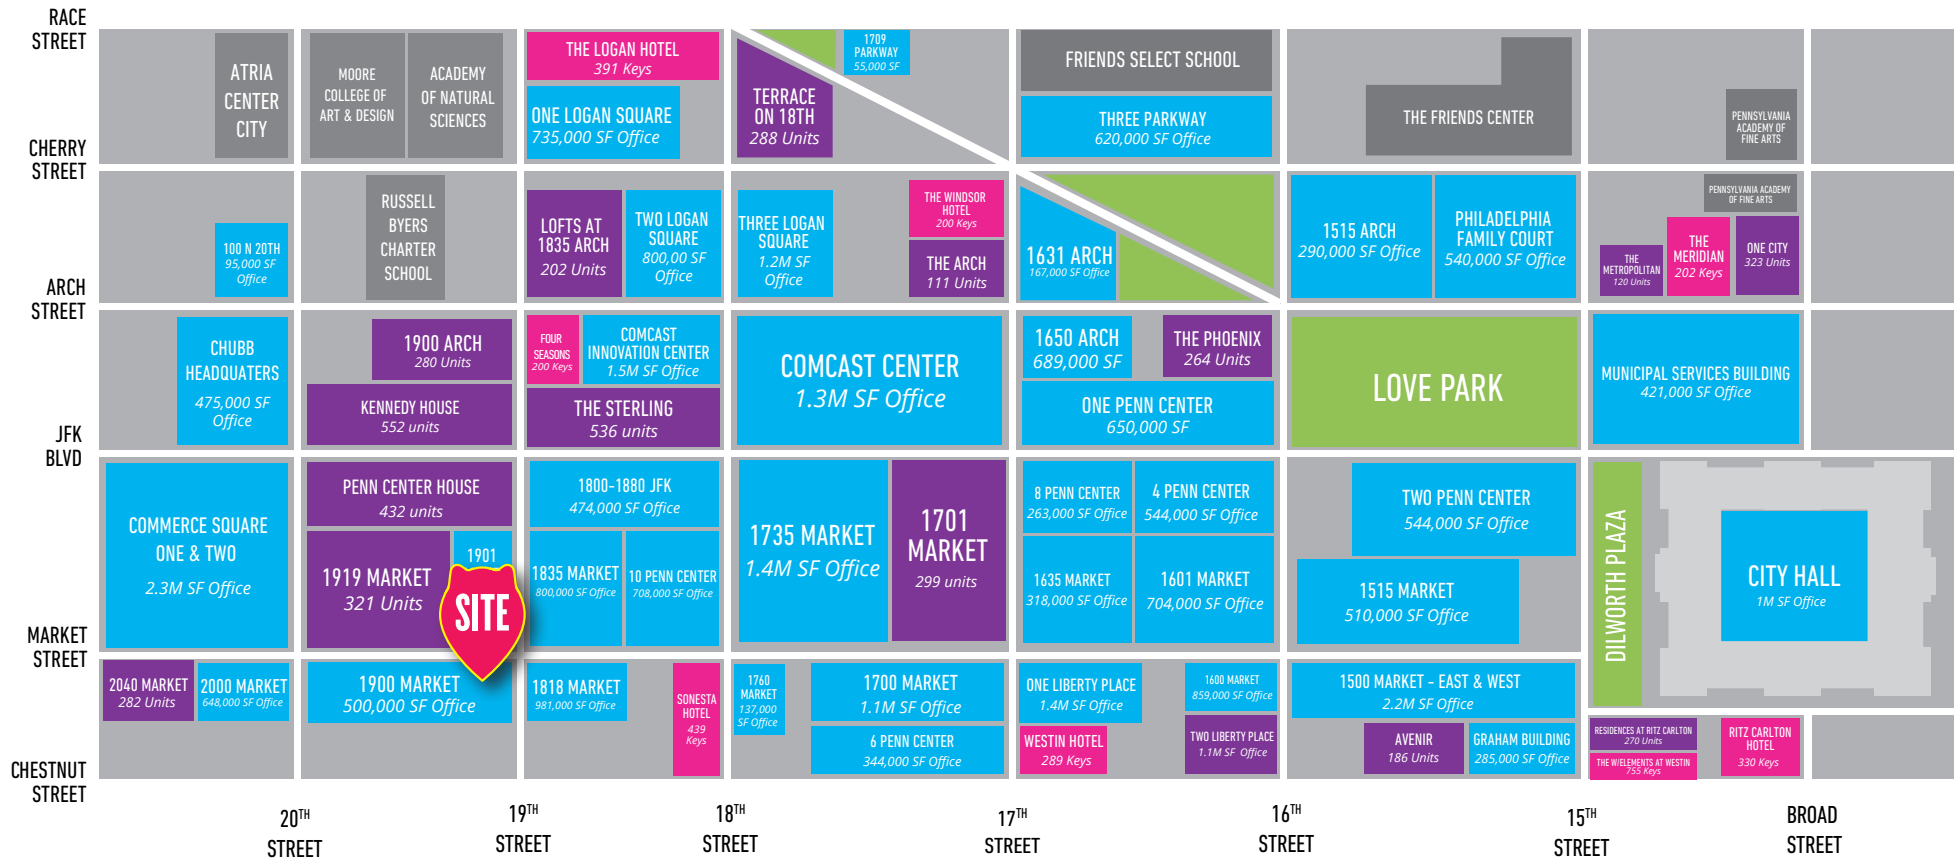 RACE
STREET
ATRIA
CENTER
CITY
MOORE
COLLEGE OF
ART & DESIGN
ACADEMY
OF NATURAL
SCIENCES
THE LOGAN HOTEL
391 Keys
ONE LOGAN SQUARE
735,000 SF Office
TERRACE
ON 18TH
288 Units
1709
PARKWAY
55,000 SF
FRIENDS SELECT SCHOOL
THREE PARKWAY
620,000 SF Office
THE FRIENDS CENTER
PENNSYLVANIA
ACADEMY OF
FINE ARTS
CHERRY
STREET
100 N 20TH
95,000 SF
Office
RUSSELL
BYERS
CHARTER
SCHOOL
LOFTS AT
1835 ARCH
202 Units
TWO LOGAN
SQUARE
800,00 SF
Office
THREE LOGAN
SQUARE
1.2M SF
Office
THE WINDSOR
HOTEL
200 Keys
THE ARCH
111 Units
1631 ARCH
167,000 SF Office
1515 ARCH
290,000 SF Office
PHILADELPHIA
FAMILY COURT
540,000 SF Office
PENNSYLVANIA ACADEMY
OF FINE ARTS
THE
METROPOLITAN
120 Units
THE
MERIDIAN
202 Keys
ONE CITY
323 Units
ARCH
STREET
CHUBB
HEADQUATERS
475,000 SF
Office
1900 ARCH
280 Units
KENNEDY HOUSE
552 units
FOUR
SEASONS
200 Keys
COMCAST
INNOVATION CENTER
1.5M SF Office
THE STERLING
536 units
COMCAST CENTER
1.3M SF Office
1650 ARCH
689,000 SF
THE PHOENIX
264 Units
ONE PENN CENTER
650,000 SF
LOVE PARK
MUNICIPAL SERVICES BUILDING
421,000 SF Office
JFK
BLVD
COMMERCE SQUARE
ONE & TWO
2.3M SF Office
PENN CENTER HOUSE
432 units
1919 MARKET
321 Units
1901
SITE
1800-1880 JFK
474,000 SF Office
1835 MARKET
800,000 SF Office
10 PENN CENTER
708,000 SF Office
1735 MARKET
1.4M SF Office
1701
MARKET
299 units
8 PENN CENTER
263,000 SF Office
4 PENN CENTER
544,000 SF Office
1635 MARKET
318,000 SF Office
1601 MARKET
704,000 SF Office
TWO PENN CENTER
544,000 SF Office
1515 MARKET
510,000 SF Office
DILWORTH PLAZA
CITY HALL
1M SF Office
MARKET
STREET
2040 MARKET
282 Units
2000 MARKET
648,000 SF Office
1900 MARKET
500,000 SF Office
1818 MARKET
981,000 SF Office
SONESTA
HOTEL
439
Keys
1760
MARKET
137,000
SF Office
1700 MARKET
1.1M SF Office
6 PENN CENTER
344,000 SF Office
ONE LIBERTY PLACE
1.4M SF Office
WESTIN HOTEL
289 Keys
1600 MARKET
859,000 SF Office
TWO LIBERTY PLACE
1.1M SF Office
1500 MARKET - EAST & WEST
2.2M SF Office
AVENIR
186 Units
GRAHAM BUILDING
285,000 SF Office
RESIDENCES AT RITZ CARLTON
270 Units
THE W/ELEMENTS AT WESTIN
755 Keys
RITZ CARLTON
HOTEL
330 Keys
CHESTNUT
STREET
20TH
STREET
19TH
STREET
18TH
STREET
17TH
STREET
16TH
STREET
15TH
STREET
BROAD
STREET